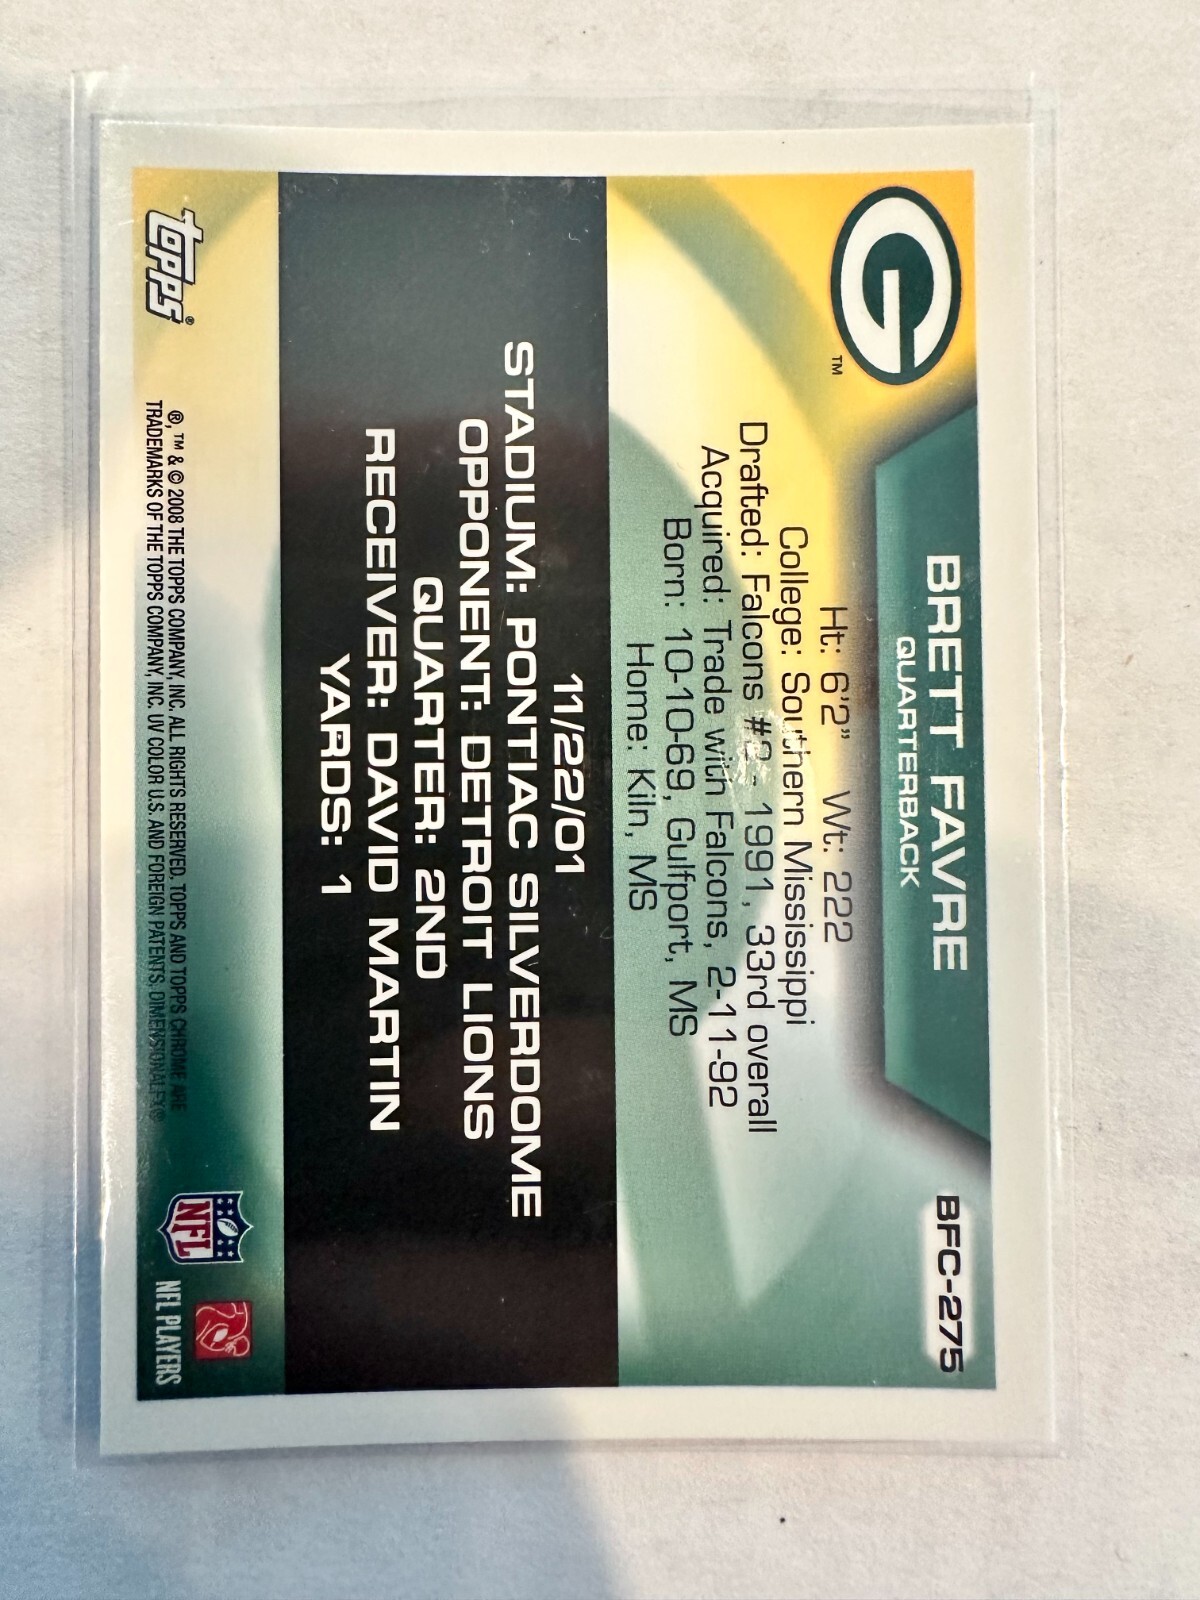 G
TM
BRETT FAVRE
QUARTERBACK
BFC-275
Ht: 6'2" Wt: 222
College: Southern Mississippi
Drafted: Falcons #2 - 1991, 33rd overall
Acquired: Trade with Falcons, 2-11-92
Born: 10-10-69, Gulfport, MS
Home: Kiln, MS
11/22/01
STADIUM: PONTIAC SILVERDOME
OPPONENT: DETROIT LIONS
QUARTER: 2ND
RECEIVER: DAVID MARTIN
YARDS: 1
topps®
®, ™ & © 2008 THE TOPPS COMPANY, INC. ALL RIGHTS RESERVED. TOPPS AND TOPPS CHROME ARE
TRADEMARKS OF THE TOPPS COMPANY, INC. UV COLOR U.S. AND FOREIGN PATENTS. DIMENSIONAL FX®
NFL
NFL PLAYERS